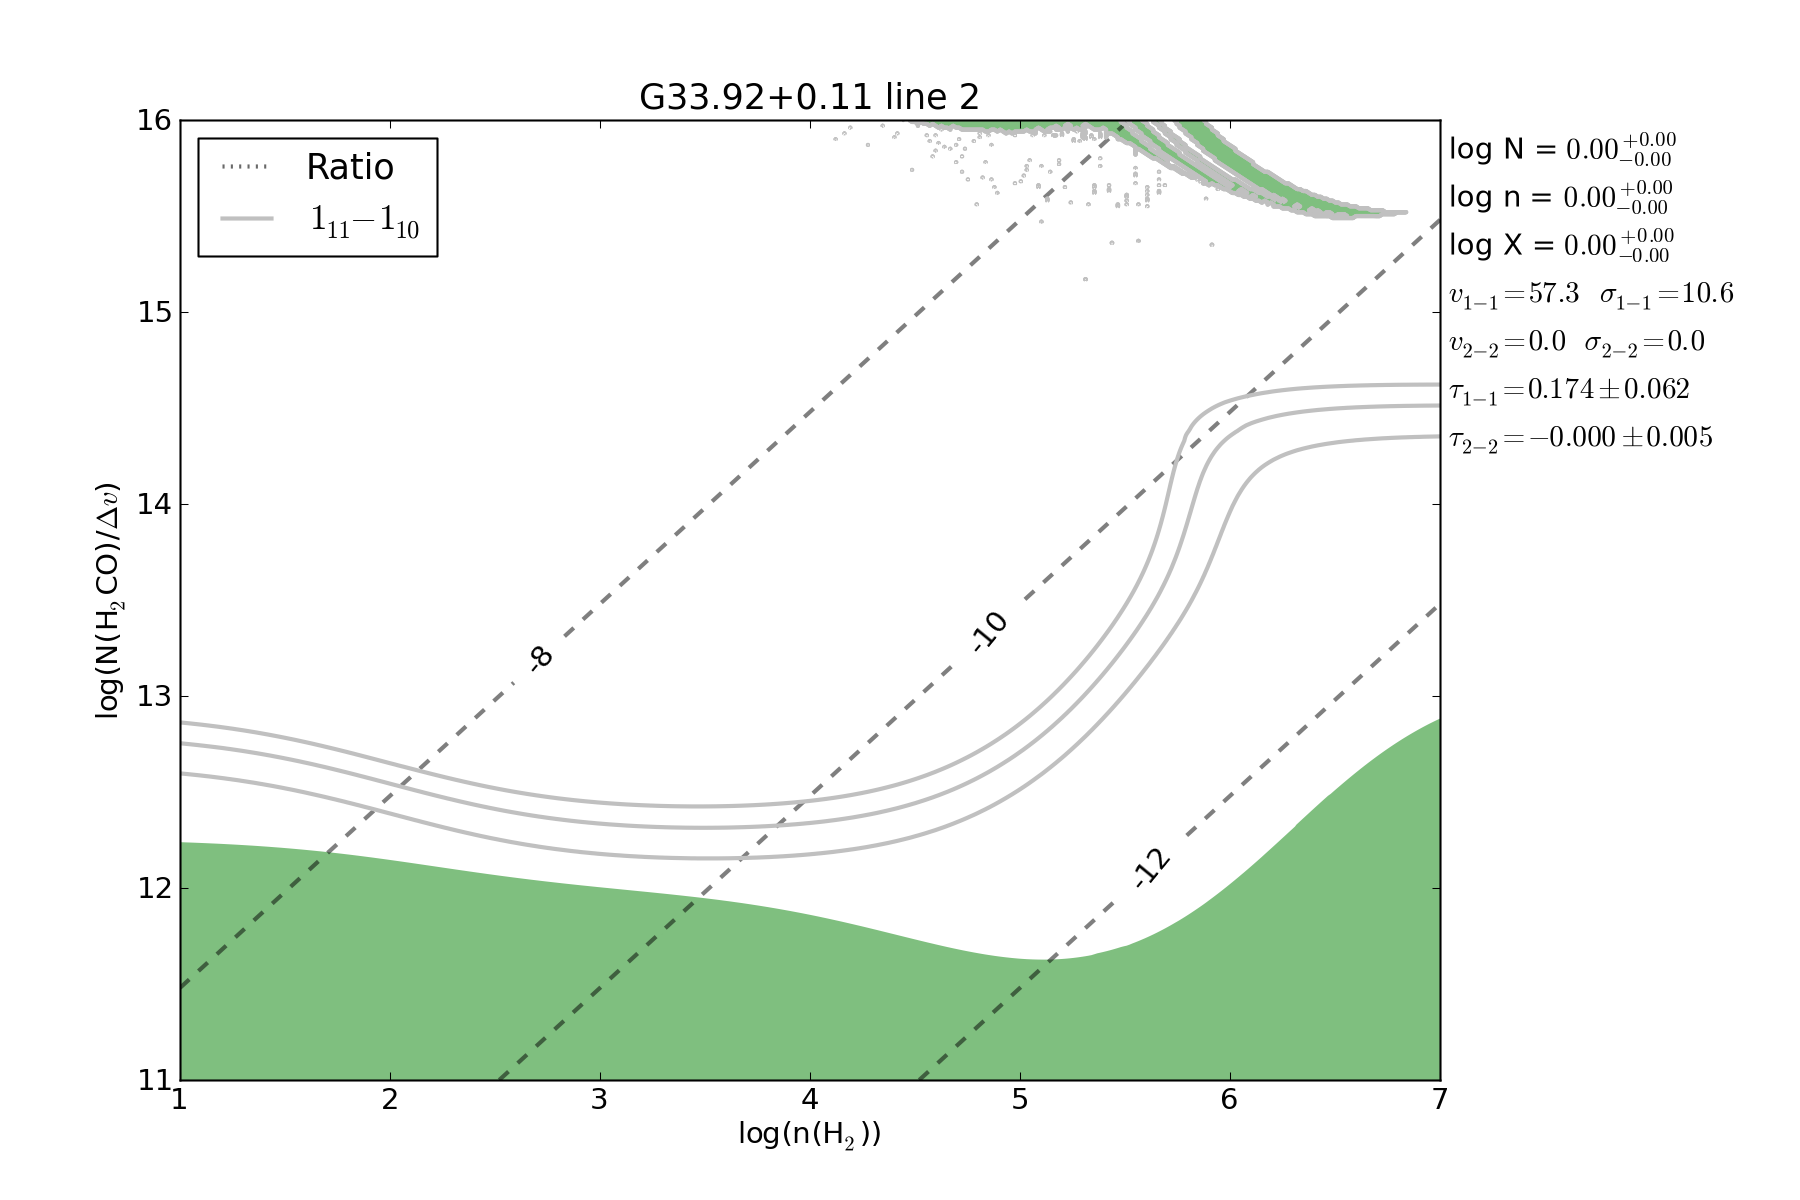 G33.92+0.11 line 2
Ratio
1₁₁−1₁₀
log N = 0.00⁺⁰·⁰⁰₋₀.₀₀
log n = 0.00⁺⁰·⁰⁰₋₀.₀₀
log X = 0.00⁺⁰·⁰⁰₋₀.₀₀
v₁₋₁=57.3 σ₁₋₁=10.6
v₂₋₂=0.0 σ₂₋₂=0.0
τ₁₋₁=0.174±0.062
τ₂₋₂=−0.000±0.005
16
15
14
13
12
11
log(N(H₂CO)/Δv)
-8
-10
-12
1 2 3 4 5 6 7
log(n(H₂))